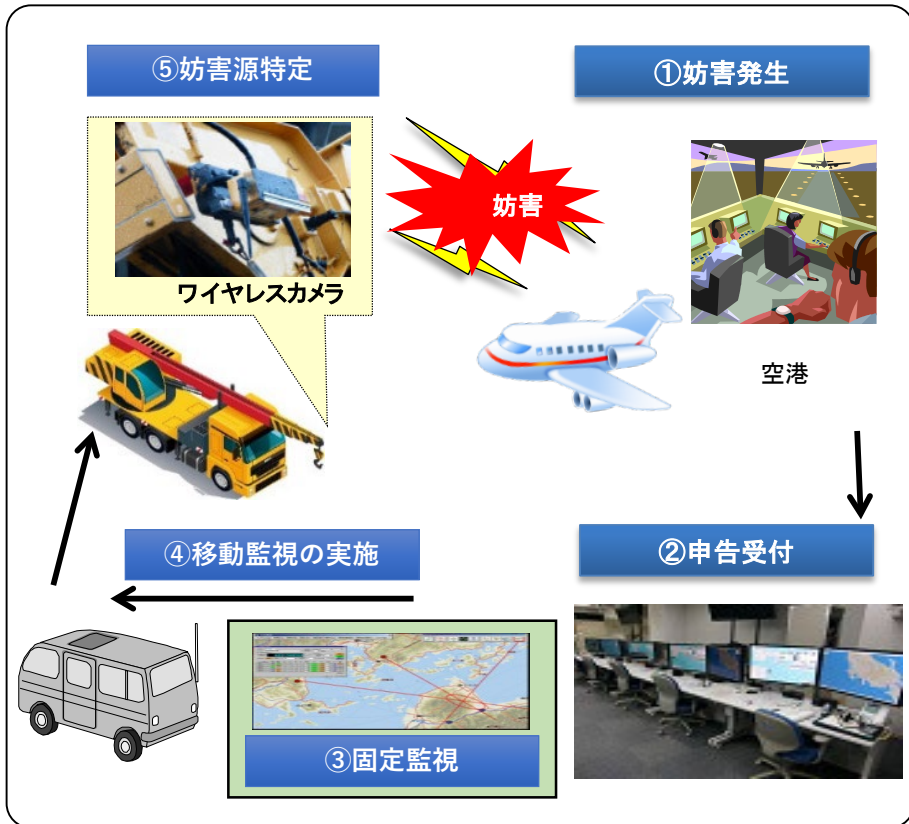 ⑤妨害源特定
①妨害発生
妨害
ワイヤレスカメラ
空港
④移動監視の実施
②申告受付
③固定監視